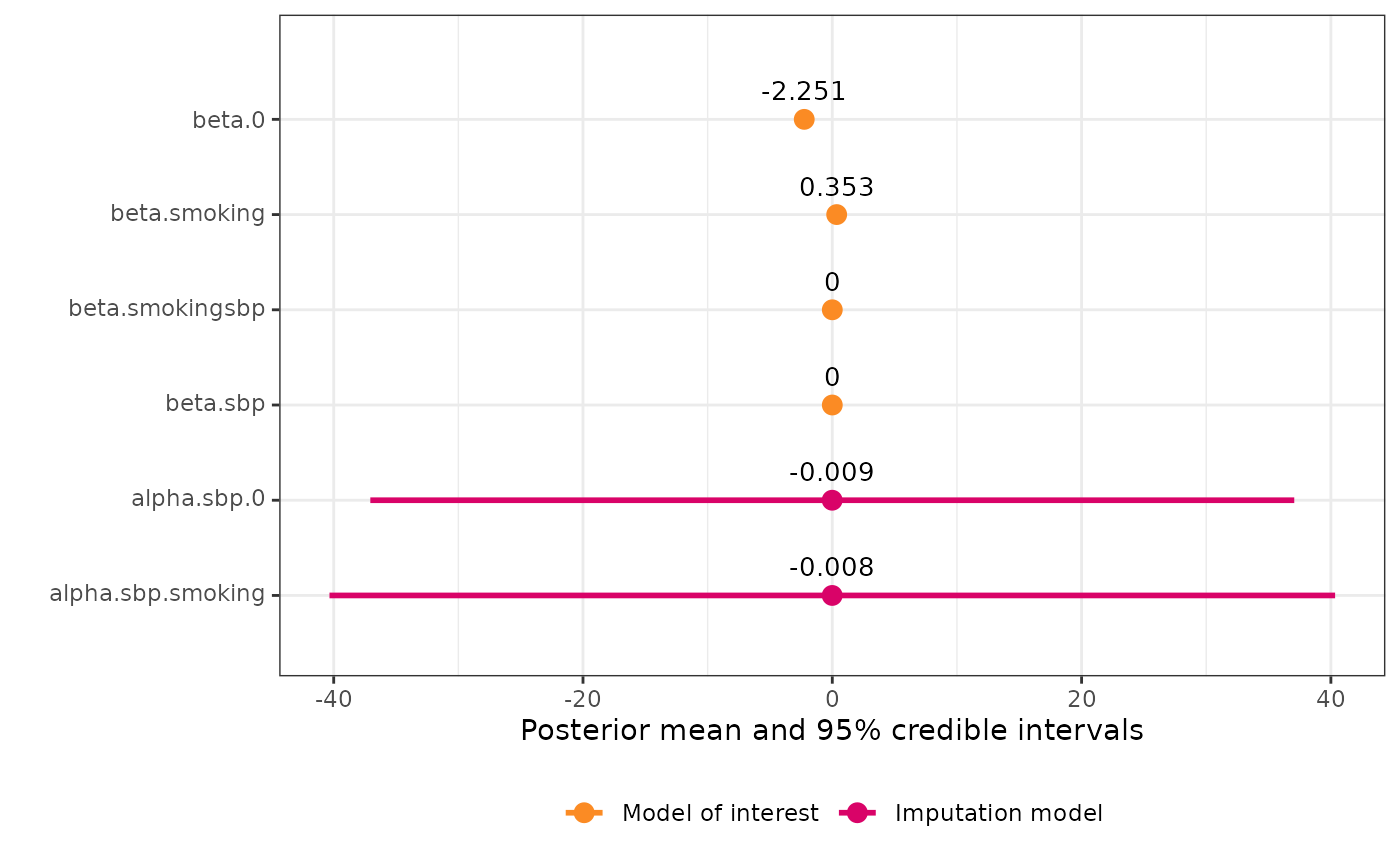 -2.251
beta.0
0.353
beta.smoking
0
beta.smokingsbp
0
beta.sbp
-0.009
alpha.sbp.0
-0.008
alpha.sbp.smoking
-40 -20 0 20 40
Posterior mean and 95% credible intervals
Model of interest Imputation model